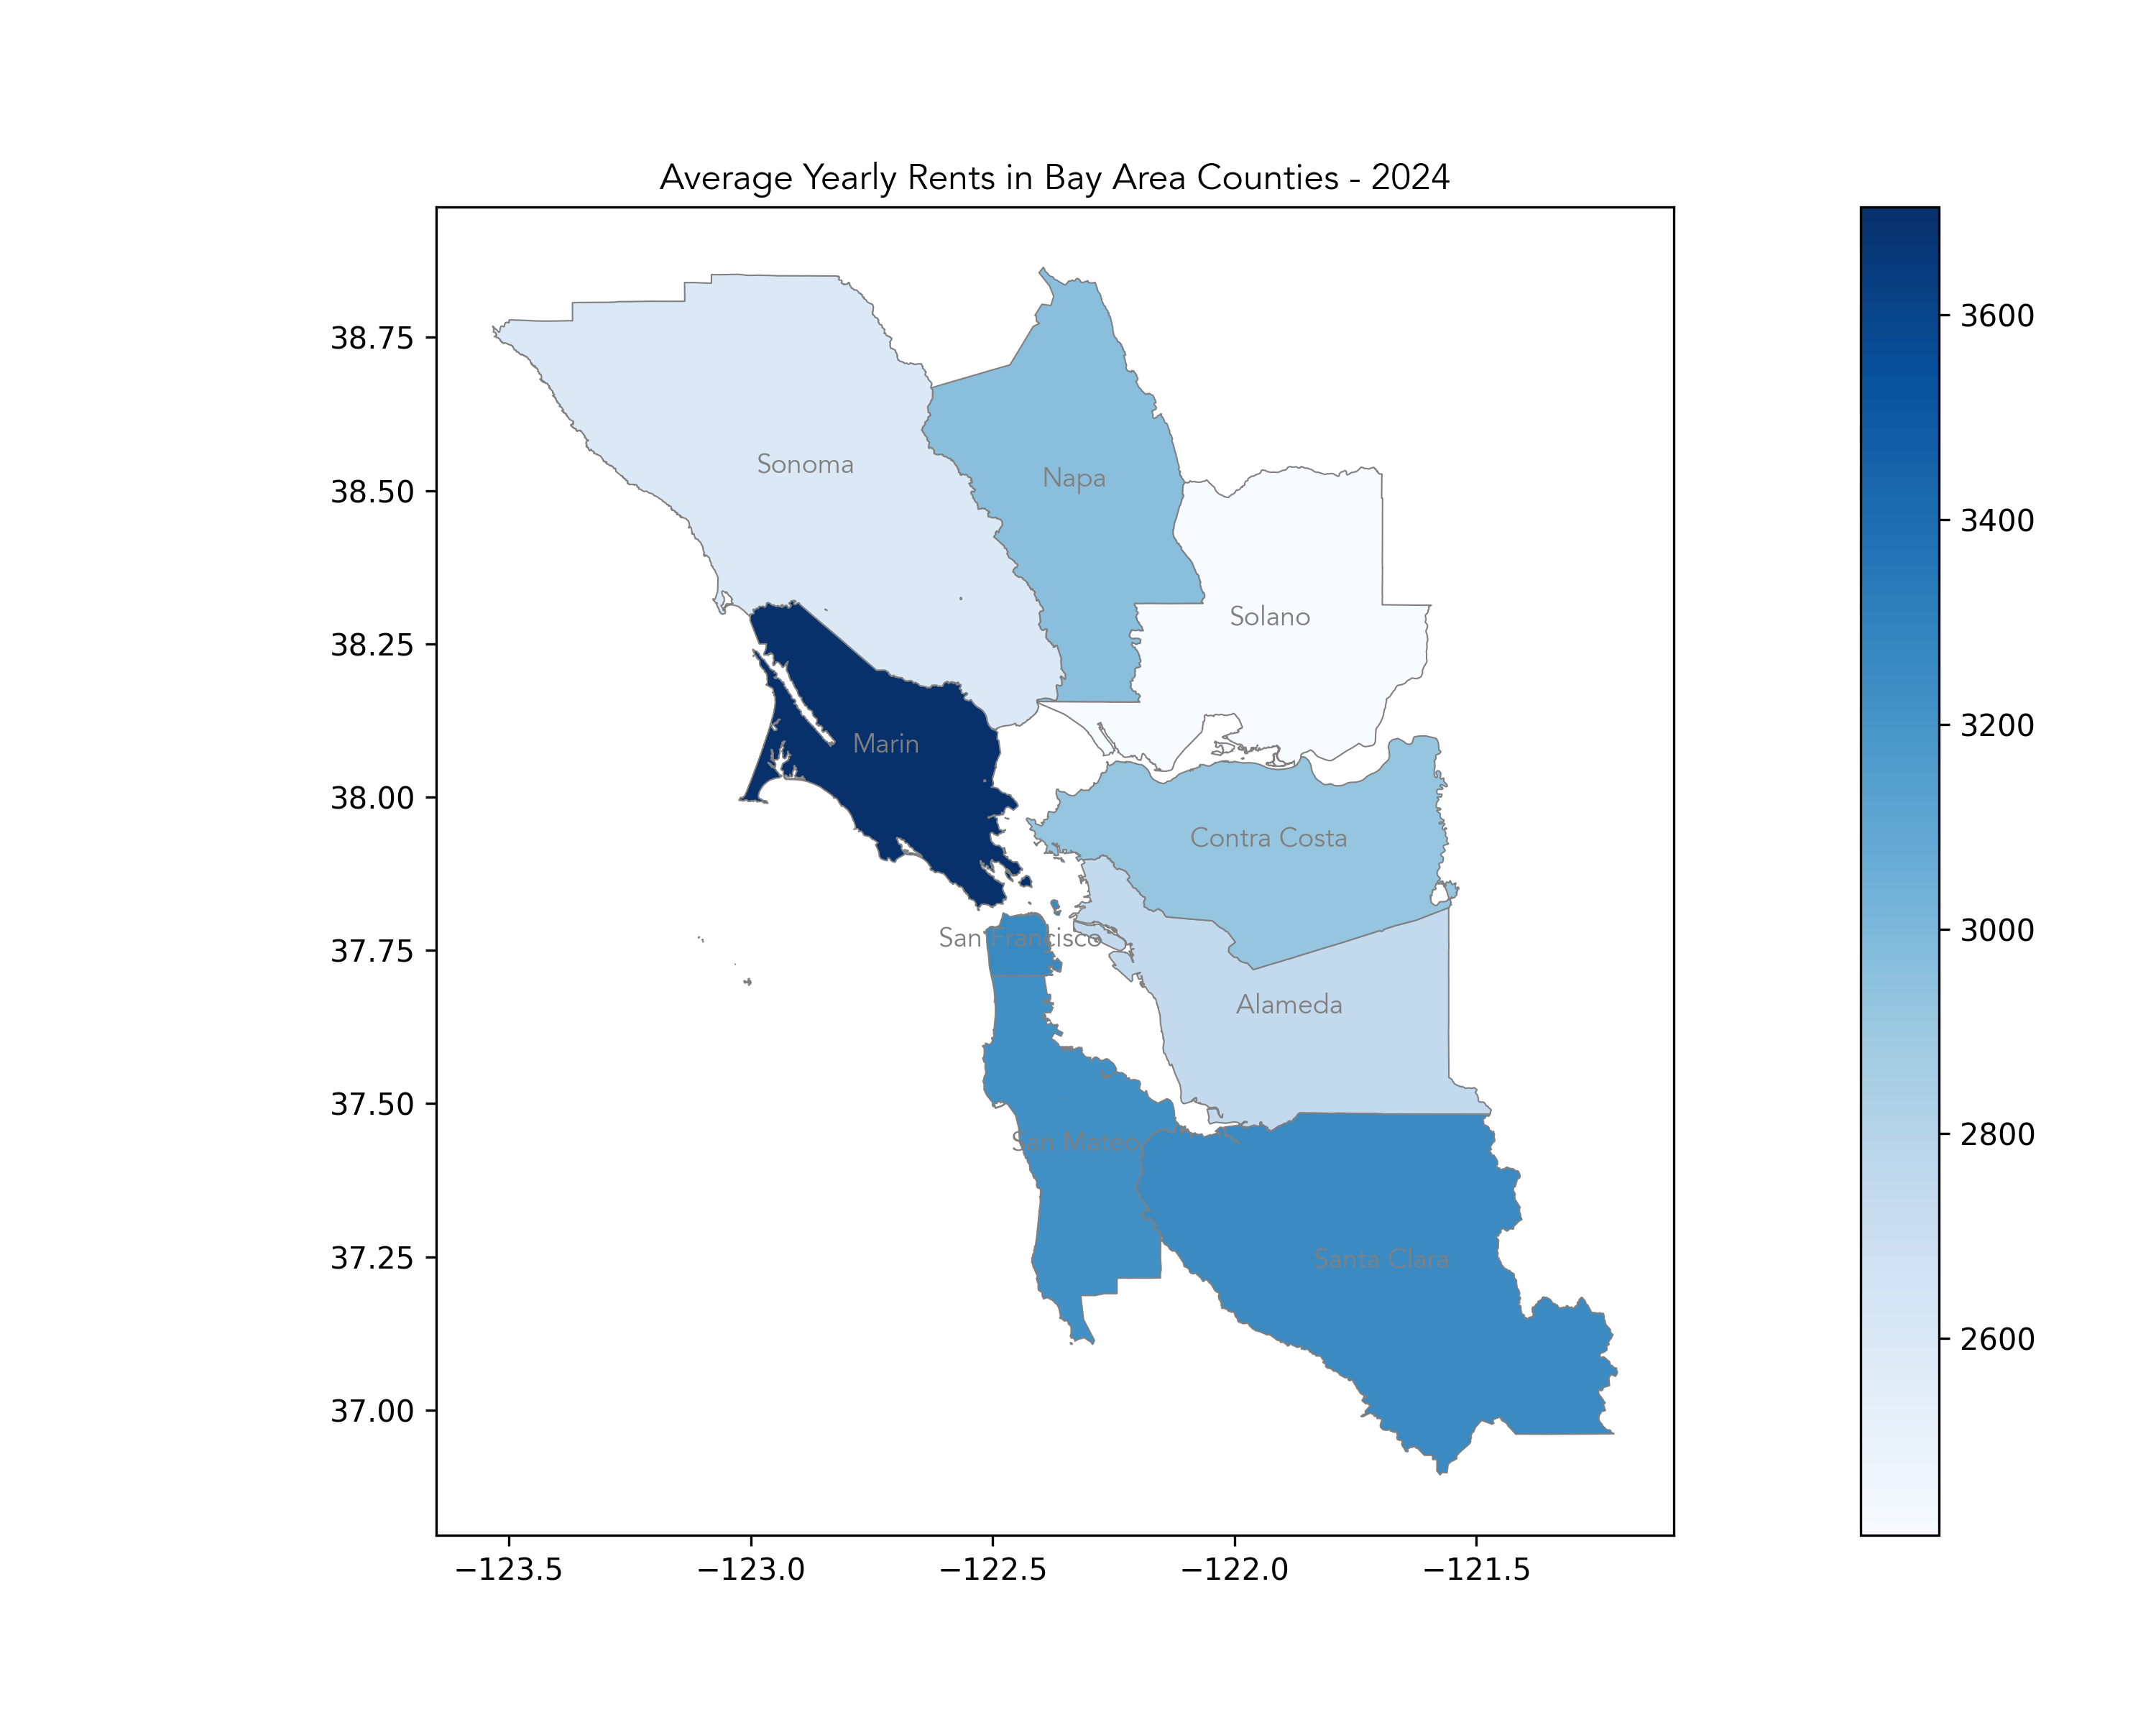 Average Yearly Rents in Bay Area Counties - 2024
38.75
38.50
38.25
38.00
37.75
37.50
37.25
37.00
Sonoma
Napa
Solano
Marin
Contra Costa
San Francisco
Alameda
San Mateo
Santa Clara
−123.5
−123.0
−122.5
−122.0
−121.5
3600
3400
3200
3000
2800
2600